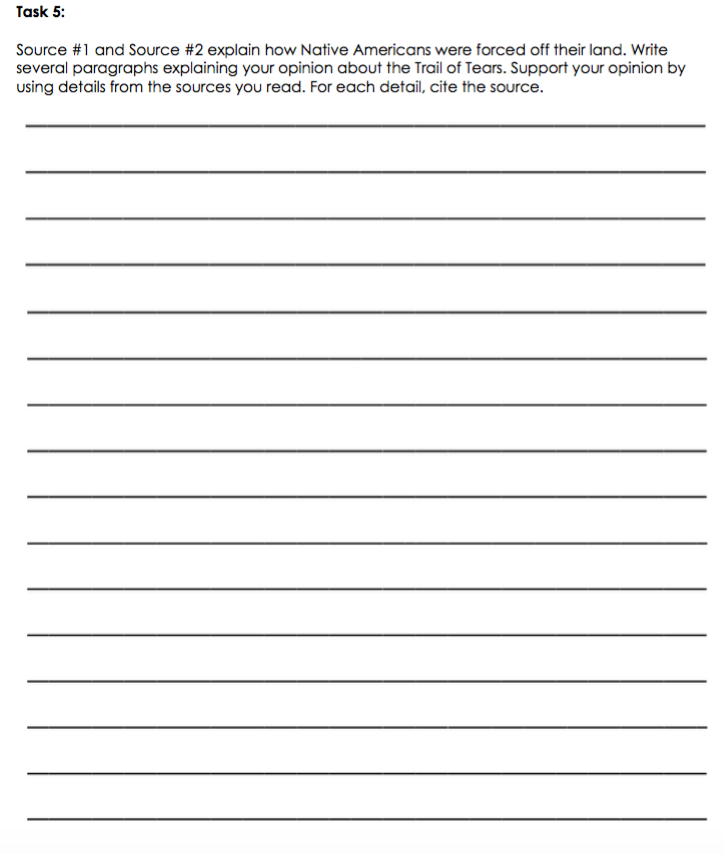 Task 5:
Source #1 and Source #2 explain how Native Americans were forced off their land. Write
several paragraphs explaining your opinion about the Trail of Tears. Support your opinion by
using details from the sources you read. For each detail, cite the source.